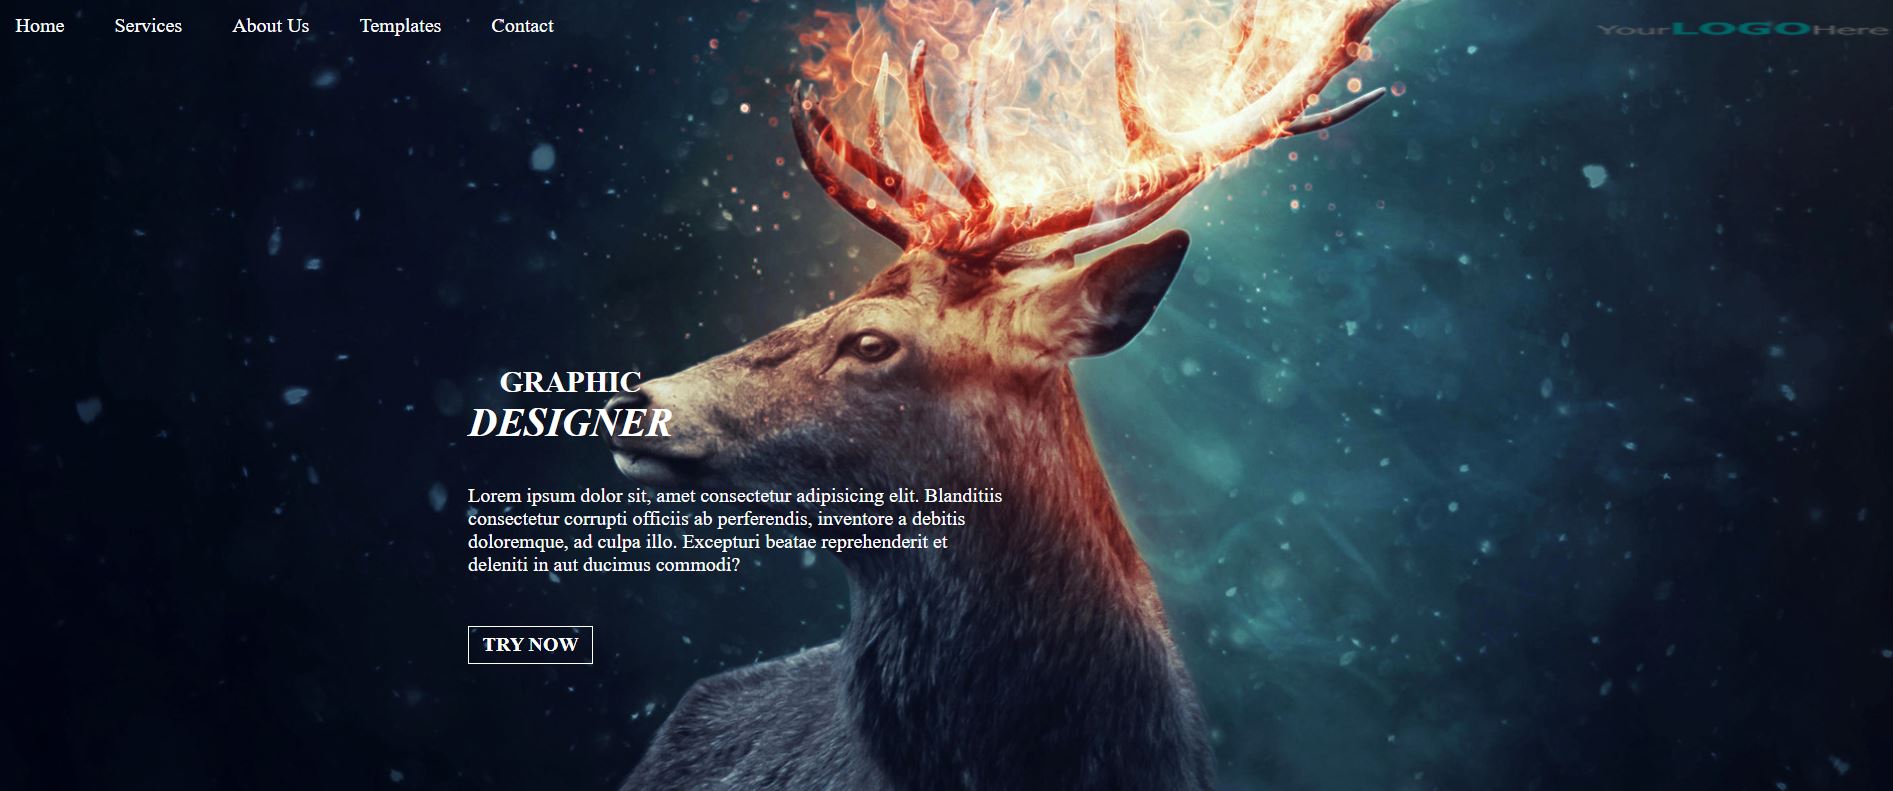 Home Services About Us Templates Contact
YourLOGOHere
GRAPHIC
DESIGNER
Lorem ipsum dolor sit, amet consectetur adipisicing elit. Blanditiis
consectetur corrupti officiis ab perferendis, inventore a debitis
doloremque, ad culpa illo. Excepturi beatae reprehenderit et
deleniti in aut ducimus commodi?
TRY NOW